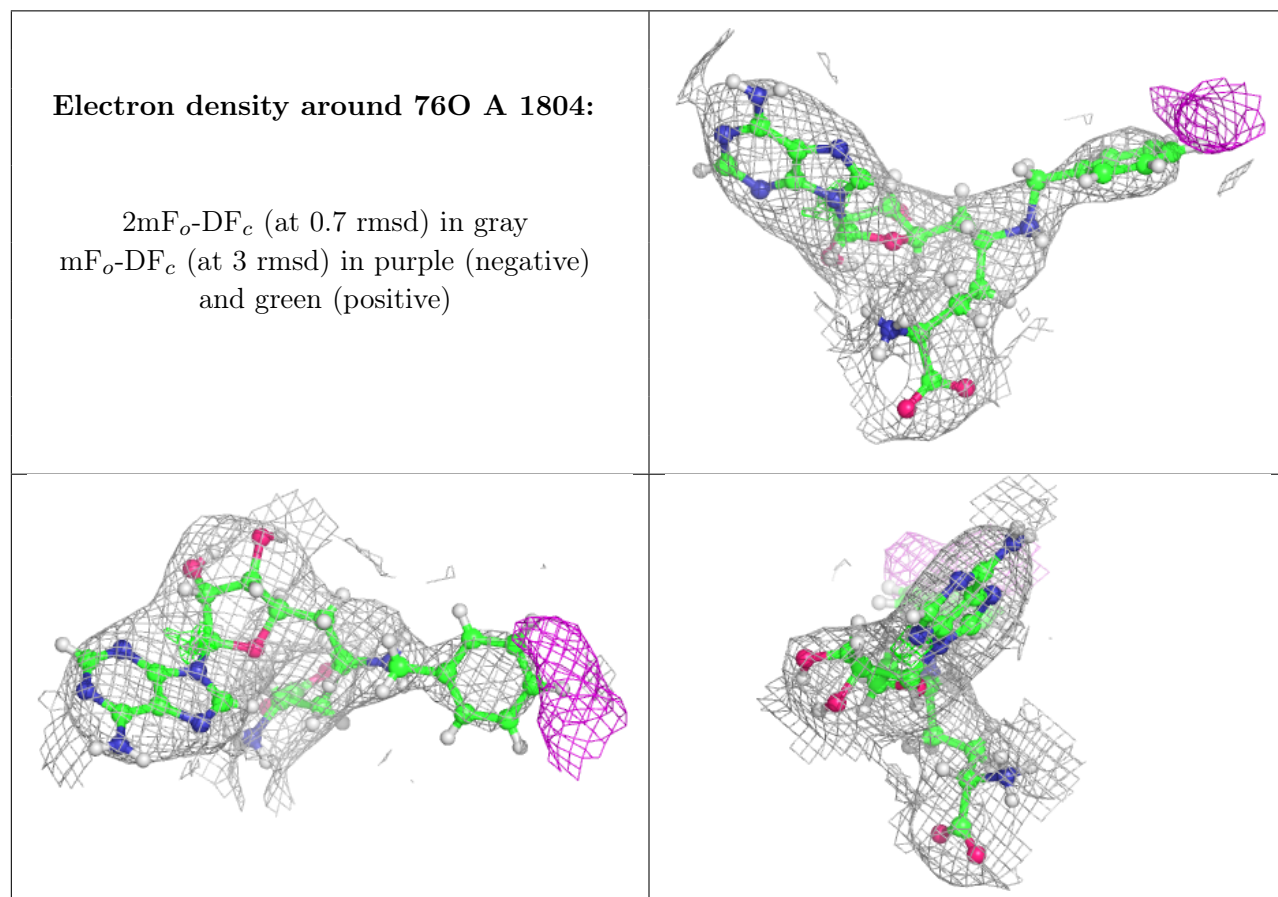 Electron density around 76O A 1804:
2mFo-DFc (at 0.7 rmsd) in gray
mFo-DFc (at 3 rmsd) in purple (negative)
and green (positive)